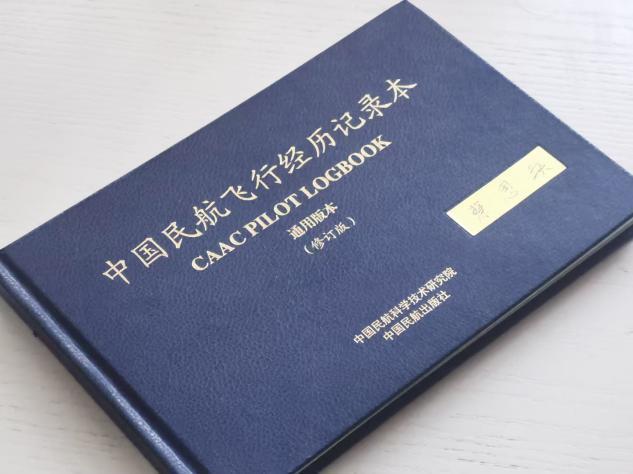 中国民航飞行经历记录本
CAAC PILOT LOGBOOK
通用版本
(修订版)
中国民航科学技术研究院
中国民航出版社